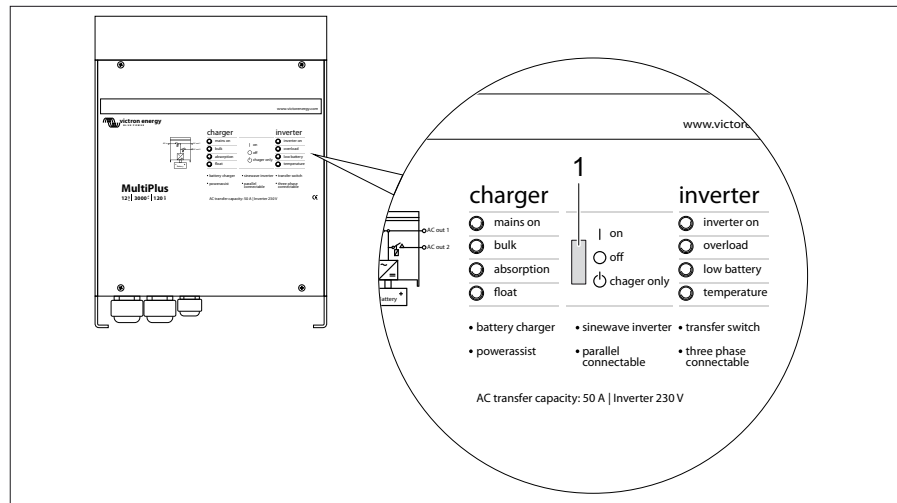 www.victronenergy.com
victron energy
charger
mains on
bulk
absorption
float
on
off
chager only
inverter
inverter on
overload
low battery
temperature
• battery charger
• sinewave inverter
• transfer switch
• powerassist
• parallel
connectable
• three phase
connectable
MultiPlus
12 | 3000 | 120
AC transfer capacity: 50 A | Inverter 230 V
CE
www.victro
1
charger
mains on
bulk
absorption
float
| on
off
chager only
inverter
inverter on
overload
low battery
temperature
AC out 1
AC out 2
attery
• battery charger • sinewave inverter • transfer switch
• powerassist
• parallel
connectable
• three phase
connectable
AC transfer capacity: 50 A | Inverter 230 V